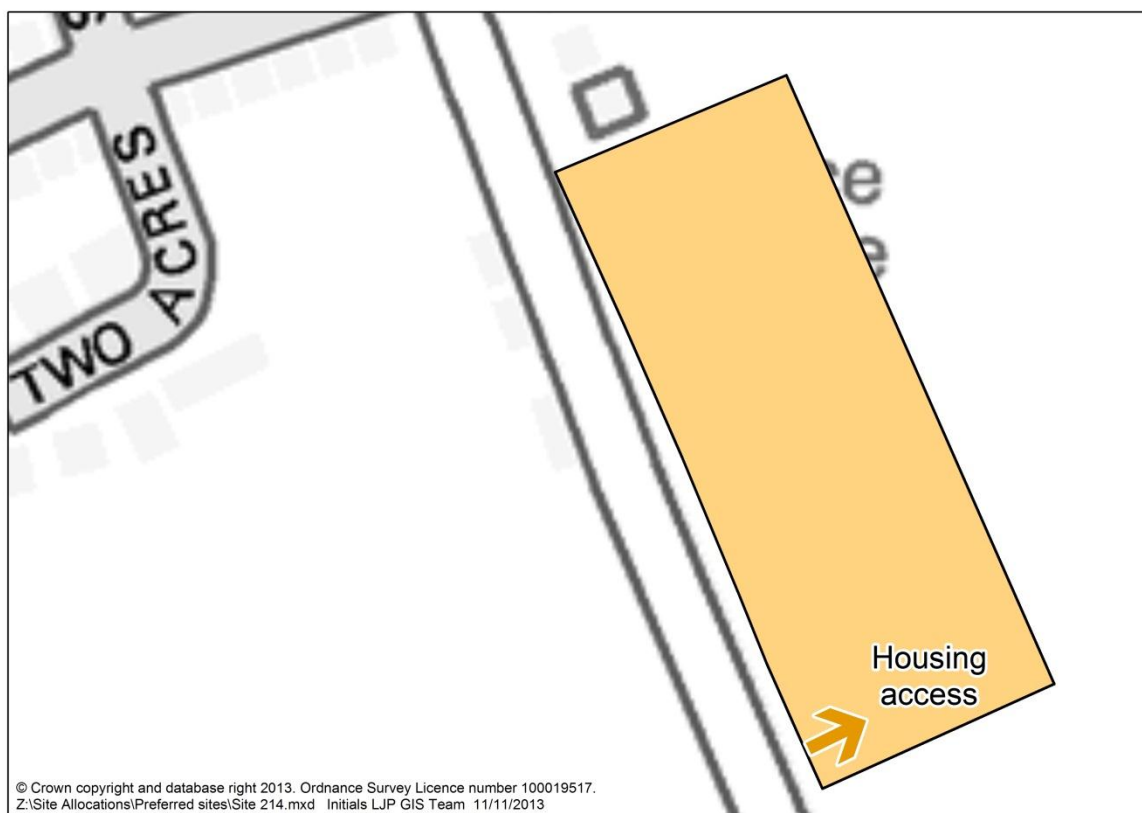 TWO ACRES
Housing
access
© Crown copyright and database right 2013. Ordnance Survey Licence number 100019517.
Z:\Site Allocations\Preferred sites\Site 214.mxd Initials LJP GIS Team 11/11/2013